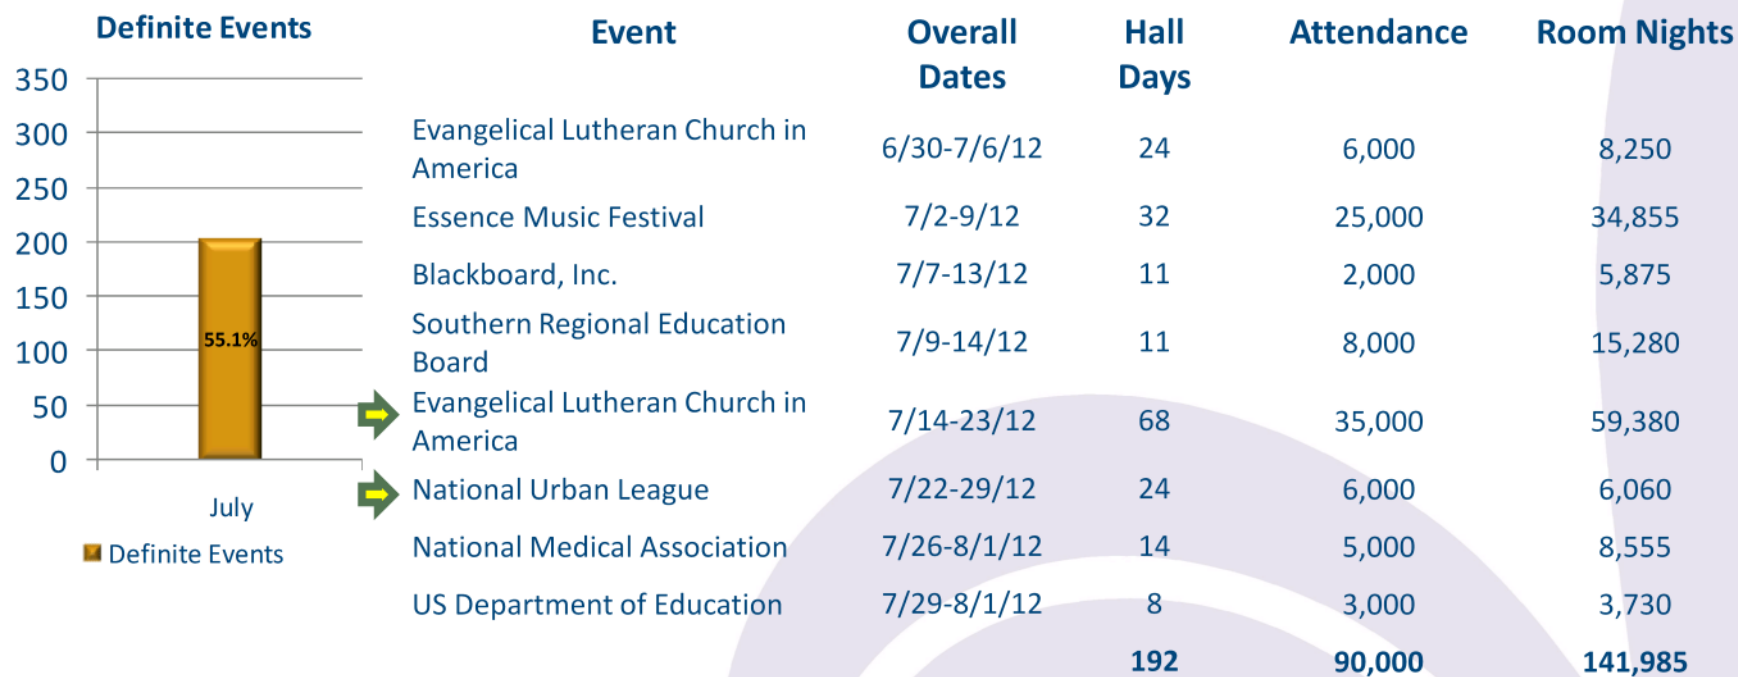 Definite Events
350
300
250
200
150
100
50
0
55.1%
July
Definite Events
Event Overall Dates Hall Days Attendance Room Nights
Evangelical Lutheran Church in America 6/30-7/6/12 24 6,000 8,250
Essence Music Festival 7/2-9/12 32 25,000 34,855
Blackboard, Inc. 7/7-13/12 11 2,000 5,875
Southern Regional Education Board 7/9-14/12 11 8,000 15,280
Evangelical Lutheran Church in America 7/14-23/12 68 35,000 59,380
National Urban League 7/22-29/12 24 6,000 6,060
National Medical Association 7/26-8/1/12 14 5,000 8,555
US Department of Education 7/29-8/1/12 8 3,000 3,730
192 90,000 141,985